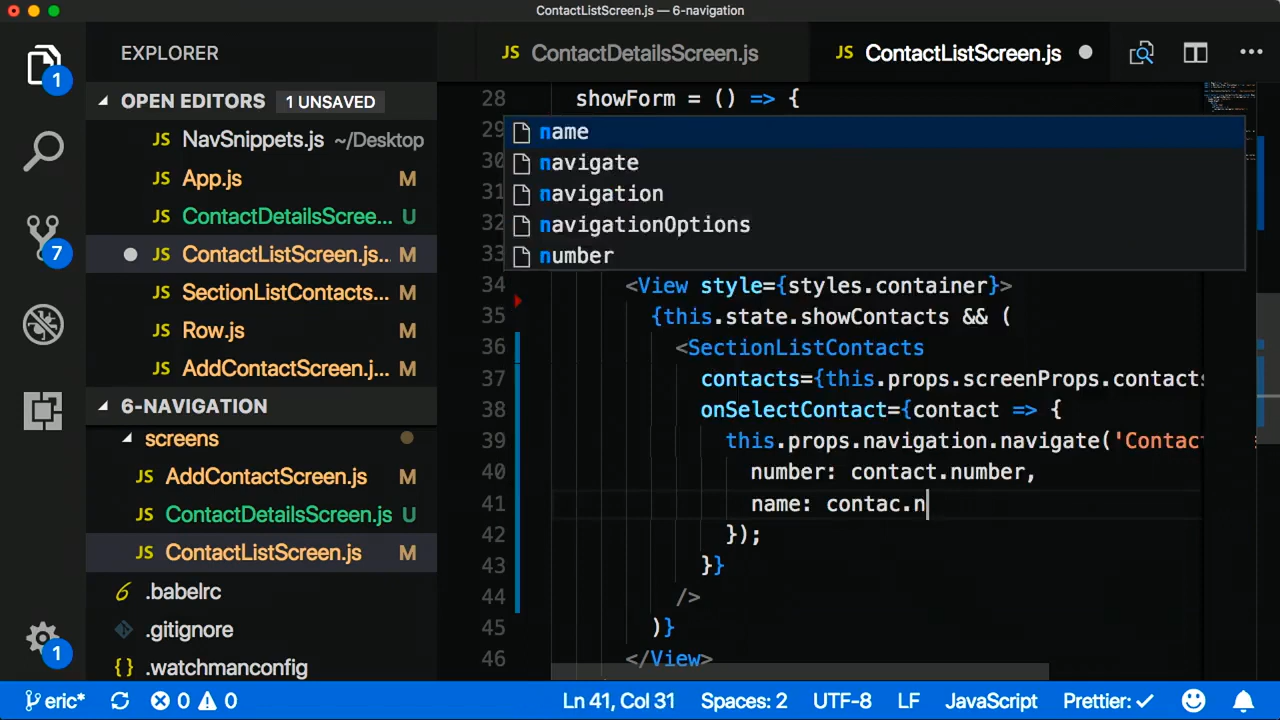 ContactListScreen.js — 6-navigation
EXPLORER
OPEN EDITORS 1 UNSAVED
JS NavSnippets.js ~/Desktop
JS App.js M
JS ContactDetailsScree... U
JS ContactListScreen.js... M
JS SectionListContacts... M
JS Row.js M
JS AddContactScreen.j... M
6-NAVIGATION
screens
JS AddContactScreen.js M
JS ContactDetailsScreen.js U
JS ContactListScreen.js M
6 .babelrc
.gitignore
{} .watchmanconfig
1
7
1
JS ContactDetailsScreen.js
JS ContactListScreen.js
28 showForm = () => {
29
30
31
32
33
name
navigate
navigation
navigationOptions
number
34 <View style={styles.container}>
35 {this.state.showContacts && (
36 <SectionListContacts
37 contacts={this.props.screenProps.contacts
38 onSelectContact={contact => {
39 this.props.navigation.navigate('Contac
40 number: contact.number,
41 name: contac.n
42 });
43 }}
44 />
45 )}
46 </View>
eric* 0 0 Ln 41, Col 31 Spaces: 2 UTF-8 LF JavaScript Prettier: ✓